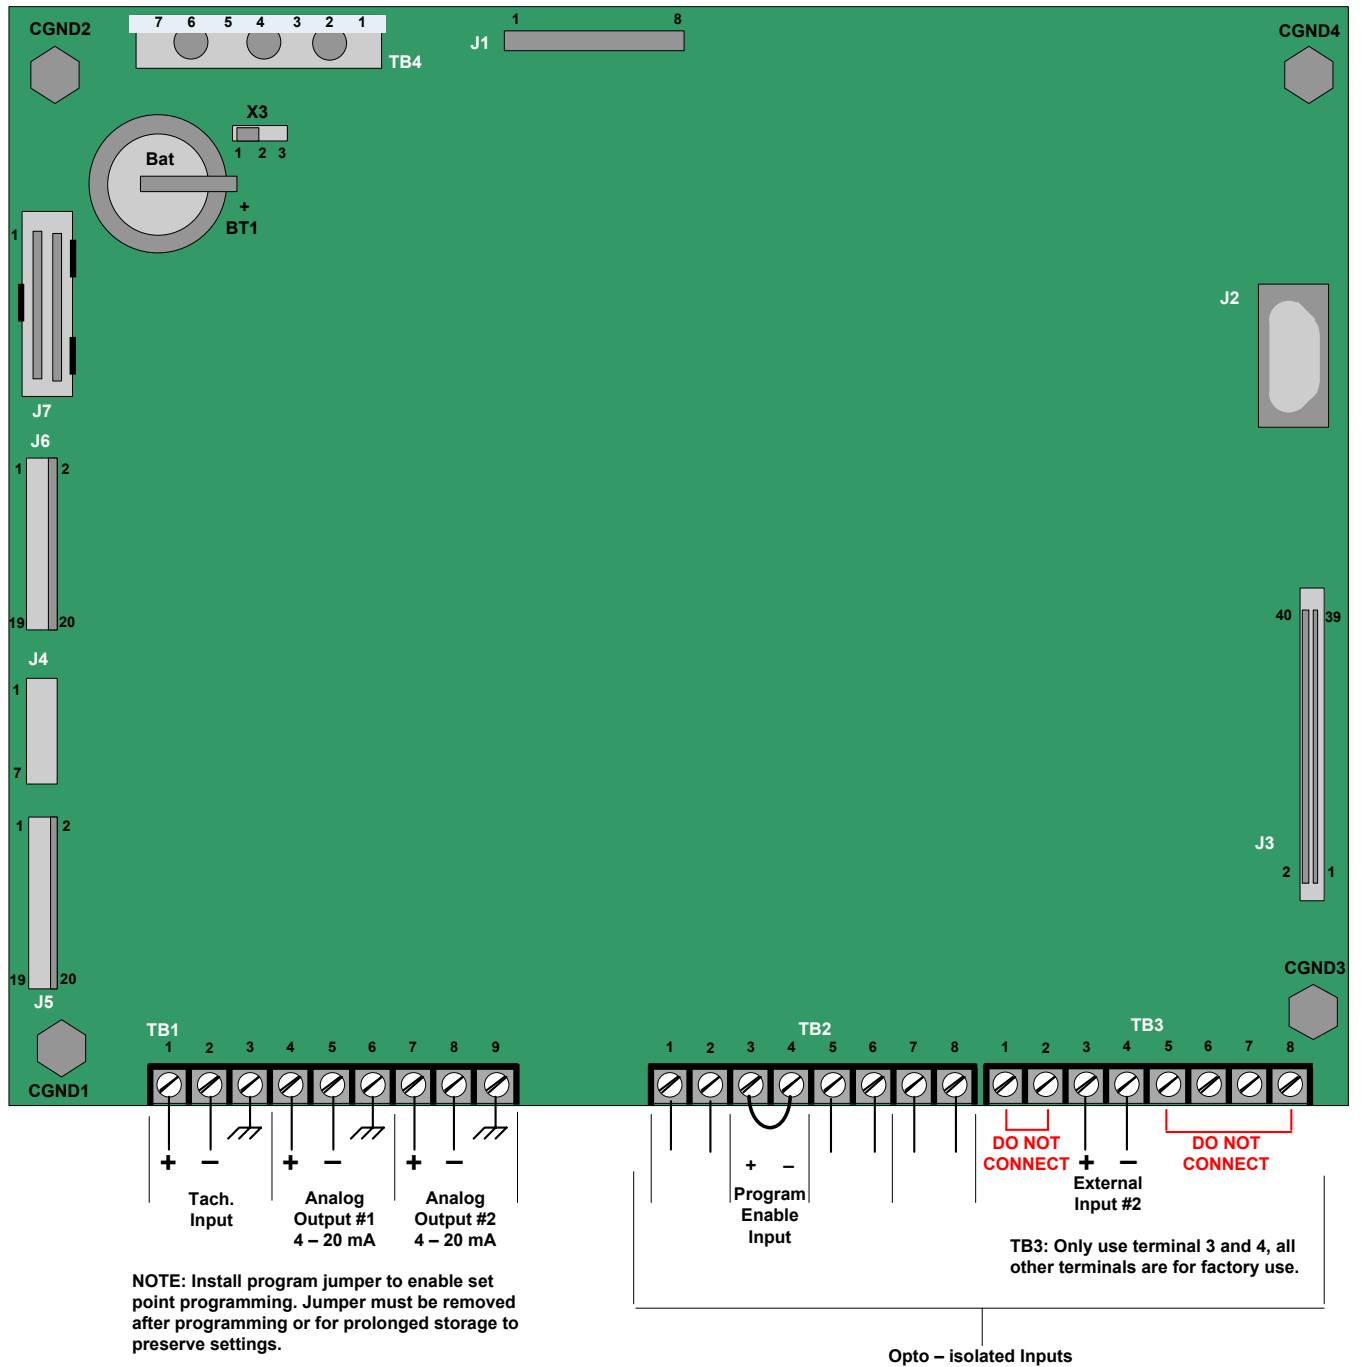 CGND2
7 6 5 4 3 2 1
TB4
J1
1 8
CGND4
X3
1 2 3
Bat
+
BT1
1
J7
J2
J6
1 2
19 20
J4
1
7
40 39
J3
2 1
1 2
19 20
J5
CGND1
CGND3
TB1
1 2 3 4 5 6 7 8 9
TB2
1 2 3 4 5 6 7 8
TB3
1 2 3 4 5 6 7 8
+ – + – + –
Tach.
Input
Analog
Output #1
4 – 20 mA
Analog
Output #2
4 – 20 mA
+ –
Program
Enable
Input
DO NOT
CONNECT
+ –
External
Input #2
DO NOT
CONNECT
TB3: Only use terminal 3 and 4, all
other terminals are for factory use.
NOTE: Install program jumper to enable set
point programming. Jumper must be removed
after programming or for prolonged storage to
preserve settings.
Opto – isolated Inputs